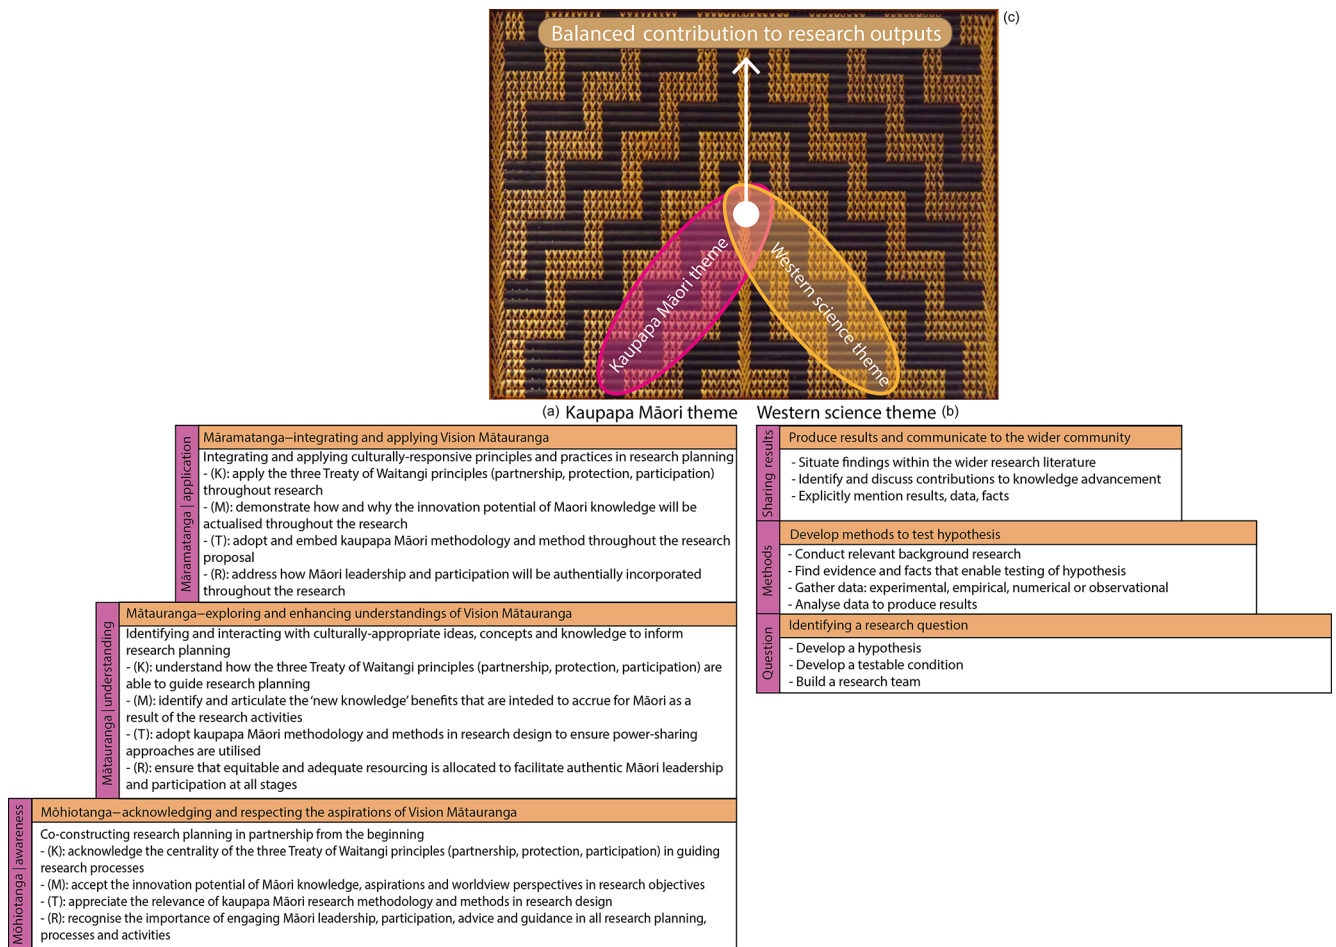 (c)
Balanced contribution to research outputs
Kaupapa Māori theme
Western science theme
(a) Kaupapa Māori theme
Māramatanga | application
Māramatanga–integrating and applying Vision Mātauranga
Integrating and applying culturally-responsive principles and practices in research planning
- (K): apply the three Treaty of Waitangi principles (partnership, protection, participation)
throughout research
- (M): demonstrate how and why the innovation potential of Maori knowledge will be
actualised throughout the research
- (T): adopt and embed kaupapa Māori methodology and method throughout the research
proposal
- (R): address how Māori leadership and participation will be authentially incorporated
throughout the research
Mātauranga | understanding
Mātauranga–exploring and enhancing understandings of Vision Mātauranga
Identifying and interacting with culturally-appropriate ideas, concepts and knowledge to inform
research planning
- (K): understand how the three Treaty of Waitangi principles (partnership, protection, participation) are
able to guide research planning
- (M): identify and articulate the 'new knowledge' benefits that are inteded to accrue for Māori as a
result of the research activities
- (T): adopt kaupapa Māori methodology and methods in research design to ensure power-sharing
approaches are utilised
- (R): ensure that equitable and adequate resourcing is allocated to facilitate authentic Māori leadership
and participation at all stages
Mōhiotanga | awareness
Mōhiotanga–acknowledging and respecting the aspirations of Vision Mātauranga
Co-constructing research planning in partnership from the beginning
- (K): acknowledge the centrality of the three Treaty of Waitangi principles (partnership, protection, participation) in guiding
research processes
- (M): accept the innovation potential of Māori knowledge, aspirations and worldview perspectives in research objectives
- (T): appreciate the relevance of kaupapa Māori research methodology and methods in research design
- (R): recognise the importance of engaging Māori leadership, participation, advice and guidance in all research planning,
processes and activities
Western science theme (b)
Sharing results
Produce results and communicate to the wider community
- Situate findings within the wider research literature
- Identify and discuss contributions to knowledge advancement
- Explicitly mention results, data, facts
Methods
Develop methods to test hypothesis
- Conduct relevant background research
- Find evidence and facts that enable testing of hypothesis
- Gather data: experimental, empirical, numerical or observational
- Analyse data to produce results
Question
Identifying a research question
- Develop a hypothesis
- Develop a testable condition
- Build a research team